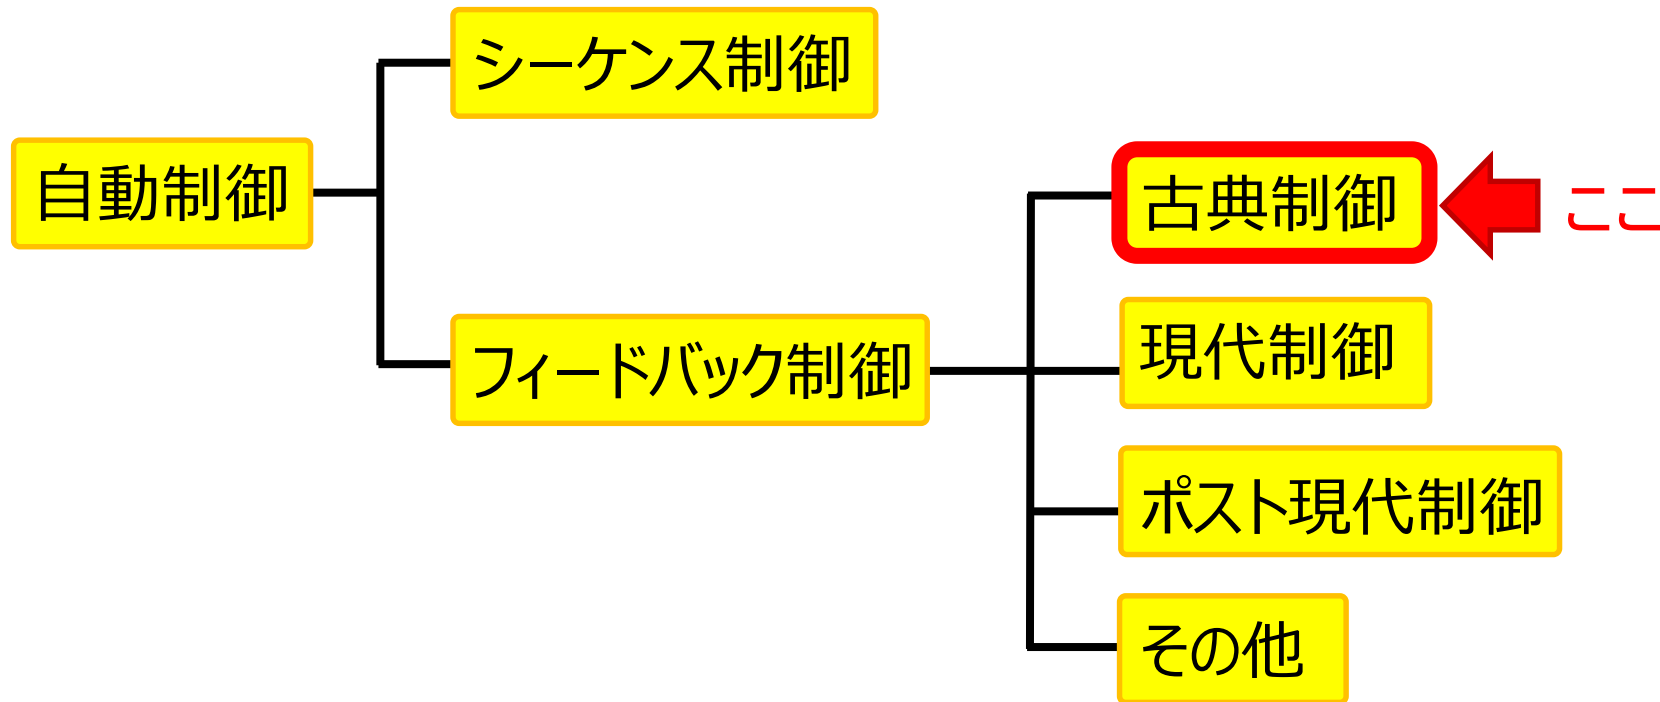 シーケンス制御
自動制御
古典制御
ここ
フィードバック制御
現代制御
ポスト現代制御
その他